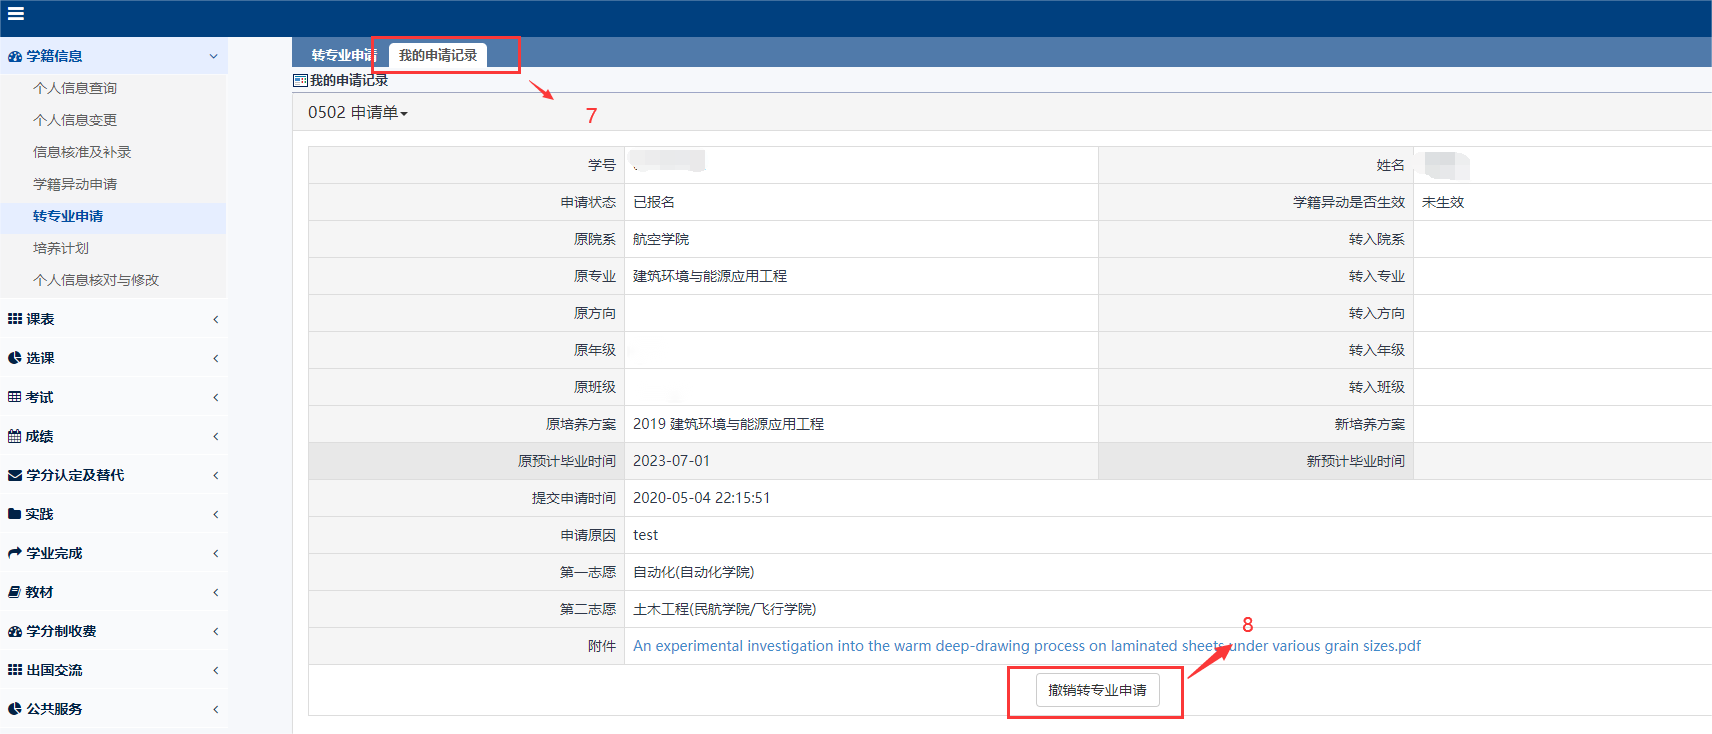 学籍信息
个人信息查询
个人信息变更
信息核准及补录
学籍异动申请
转专业申请
培养计划
个人信息核对与修改
课表
选课
考试
成绩
学分认定及替代
实践
学业完成
教材
学分制收费
出国交流
公共服务
转专业申请 我的申请记录
我的申请记录
7
0502 申请单
学号 姓名
申请状态 已报名 学籍异动是否生效 未生效
原院系 航空学院 转入院系
原专业 建筑环境与能源应用工程 转入专业
原方向 转入方向
原年级 转入年级
原班级 转入班级
原培养方案 2019 建筑环境与能源应用工程 新培养方案
原预计毕业时间 2023-07-01 新预计毕业时间
提交申请时间 2020-05-04 22:15:51
申请原因 test
第一志愿 自动化(自动化学院)
第二志愿 土木工程(民航学院/飞行学院)
8
附件 An experimental investigation into the warm deep-drawing process on laminated sheets under various grain sizes.pdf
撤销转专业申请